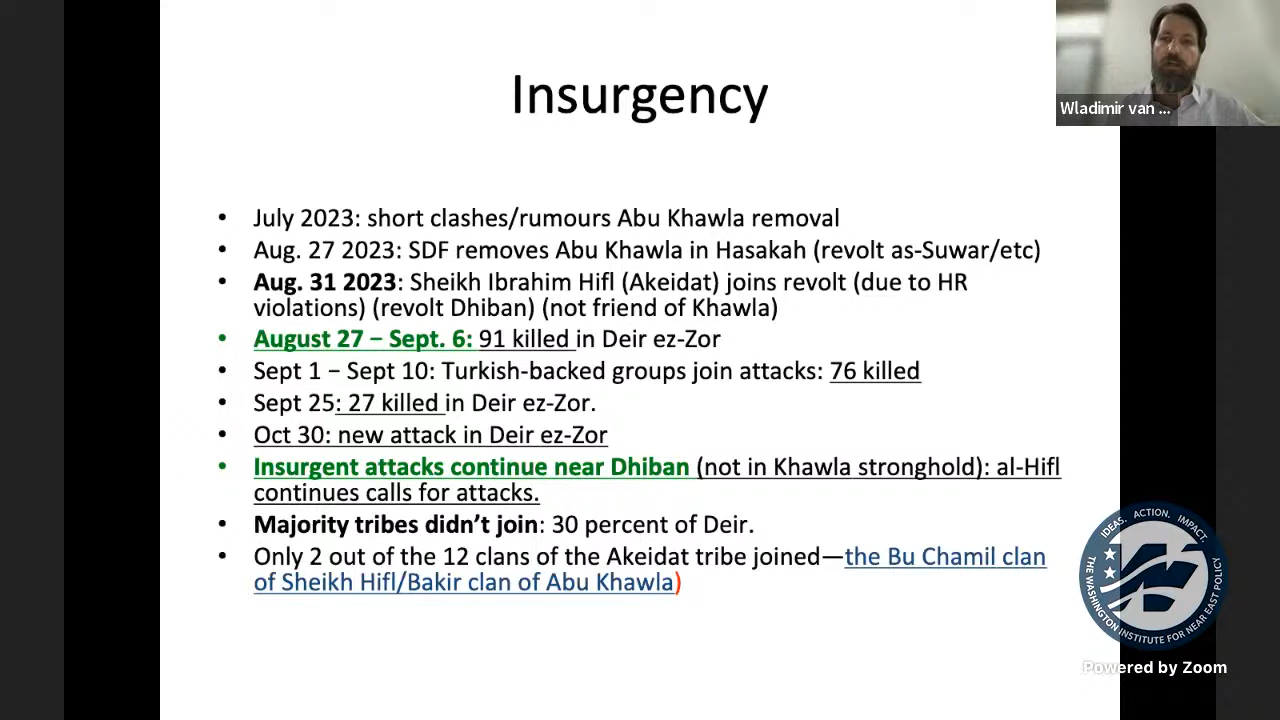 Insurgency
Wladimir van ...
• July 2023: short clashes/rumours Abu Khawla removal
• Aug. 27 2023: SDF removes Abu Khawla in Hasakah (revolt as-Suwar/etc)
• Aug. 31 2023: Sheikh Ibrahim Hifl (Akeidat) joins revolt (due to HR
violations) (revolt Dhiban) (not friend of Khawla)
• August 27 – Sept. 6: 91 killed in Deir ez-Zor
• Sept 1 – Sept 10: Turkish-backed groups join attacks: 76 killed
• Sept 25: 27 killed in Deir ez-Zor.
• Oct 30: new attack in Deir ez-Zor
• Insurgent attacks continue near Dhiban (not in Khawla stronghold): al-Hifl
continues calls for attacks.
• Majority tribes didn’t join: 30 percent of Deir.
• Only 2 out of the 12 clans of the Akeidat tribe joined—the Bu Chamil clan
of Sheikh Hifl/Bakir clan of Abu Khawla)
IDEAS. ACTION. IMPACT.
THE WASHINGTON INSTITUTE FOR NEAR EAST POLICY
Powered by Zoom